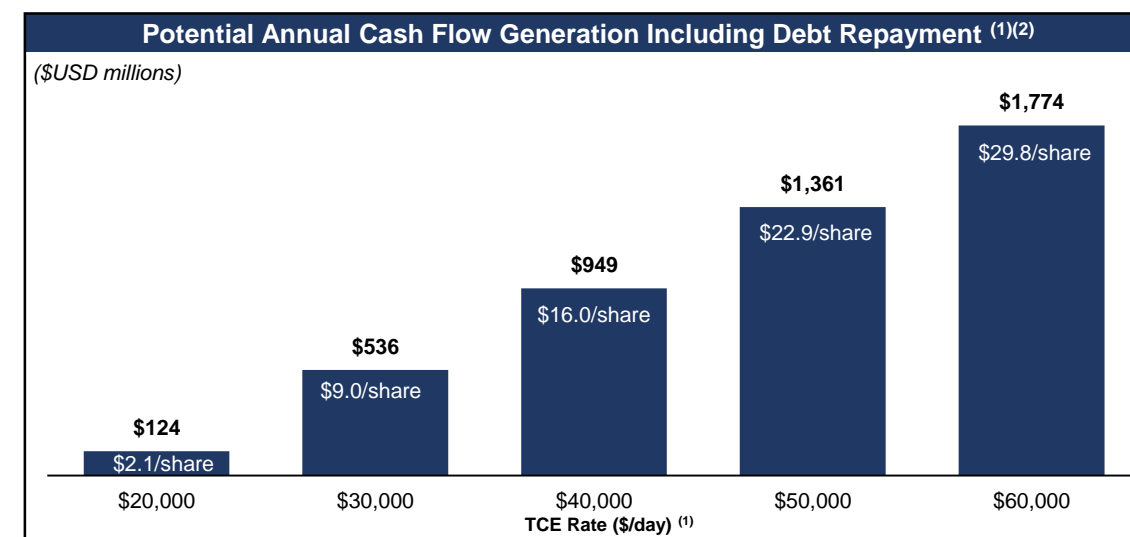 Potential Annual Cash Flow Generation Including Debt Repayment (1)(2)
($USD millions)
$1,774
$29.8/share
$1,361
$22.9/share
$949
$16.0/share
$536
$9.0/share
$124
$2.1/share
$20,000 $30,000 $40,000 $50,000 $60,000
TCE Rate ($/day) (1)